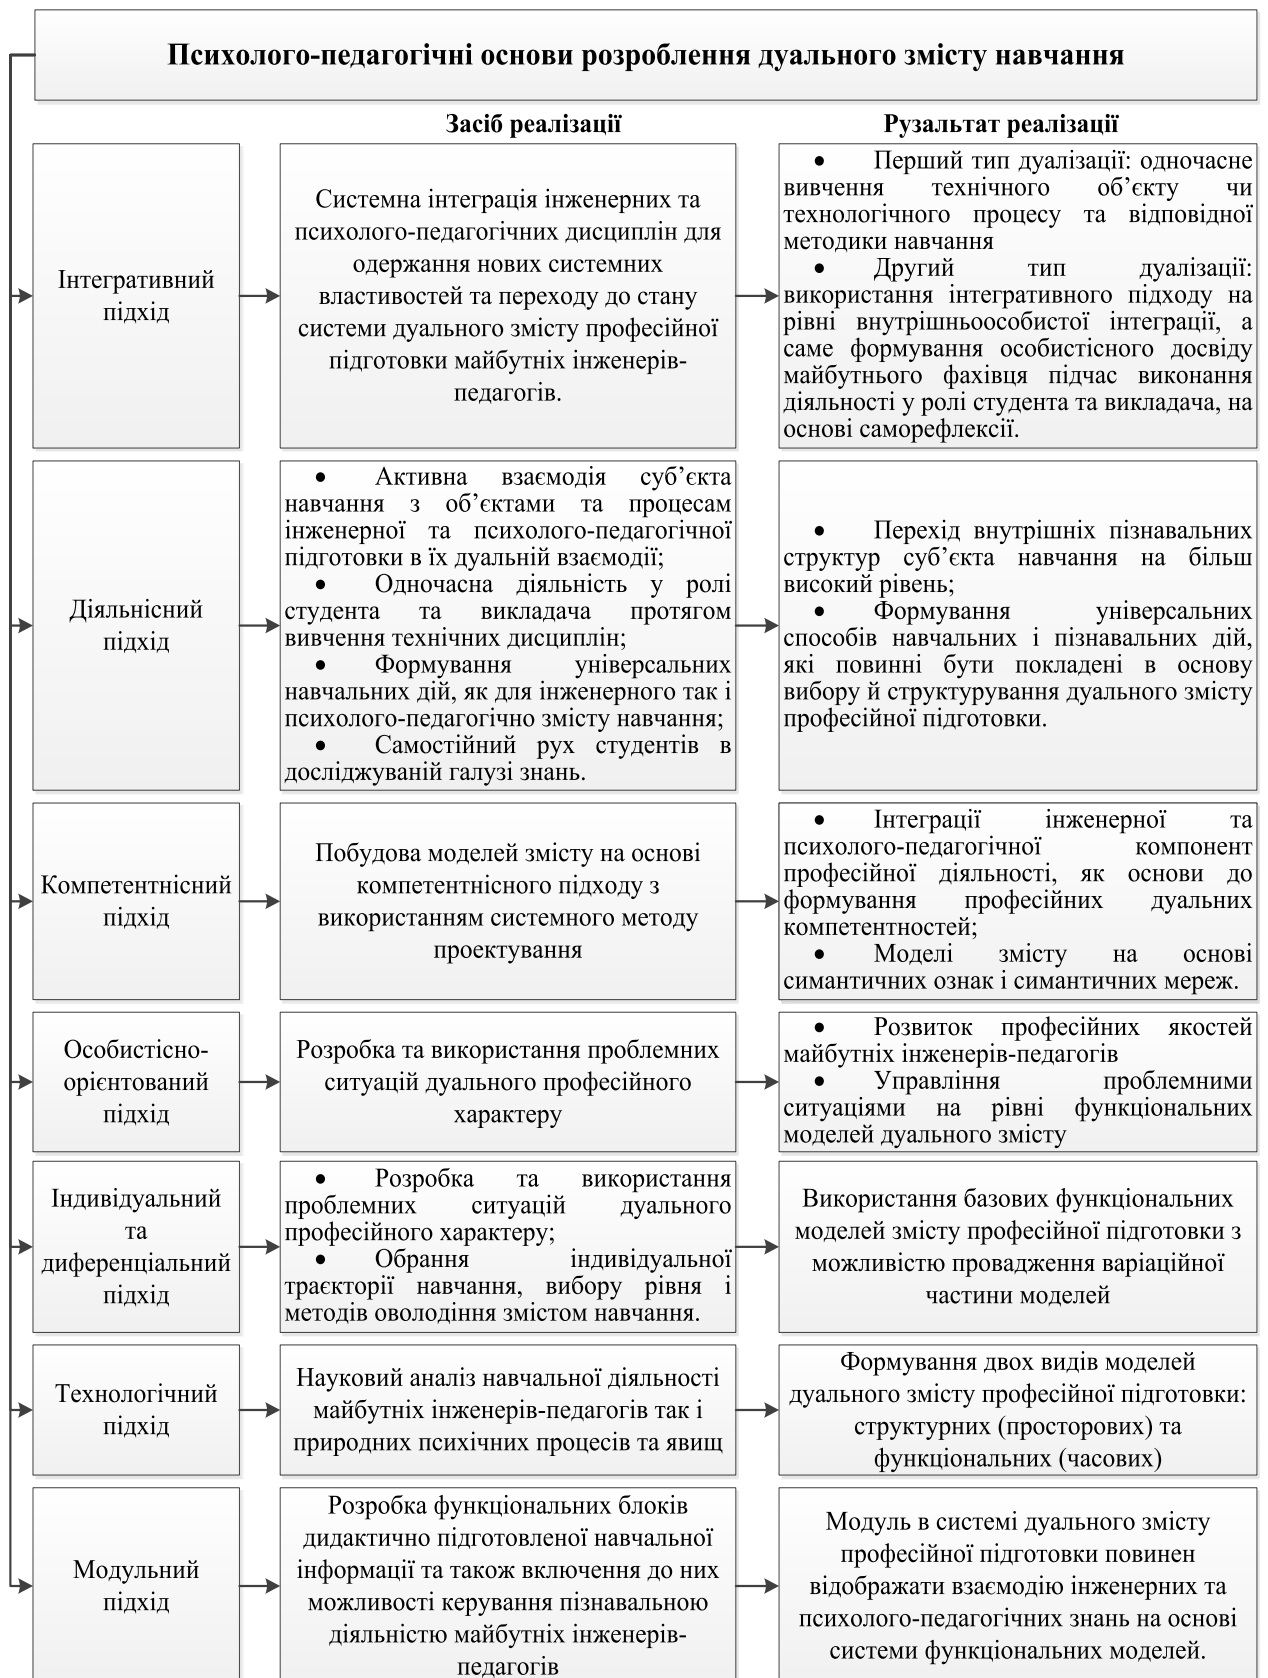 Психолого-педагогічні основи розроблення дуального змісту навчання
Засіб реалізації
Рузальтат реалізації
Інтегративний
підхід
Системна інтеграція інженерних та
психолого-педагогічних дисциплін для
одержання нових системних
властивостей та переходу до стану
системи дуального змісту професійної
підготовки майбутніх інженерів-
педагогів.
• Перший тип дуалізації: одночасне
вивчення технічного об’єкту чи
технологічного процесу та відповідної
методики навчання
• Другий тип дуалізації:
використання інтегративного підходу на
рівні внутрішньоособистої інтеграції, а
саме формування особистісного досвіду
майбутнього фахівця підчас виконання
діяльності у ролі студента та викладача, на
основі саморефлексії.
Діяльнісний
підхід
• Активна взаємодія суб’єкта
навчання з об’єктами та процесам
інженерної та психолого-педагогічної
підготовки в їх дуальній взаємодії;
• Одночасна діяльність у ролі
студента та викладача протягом
вивчення технічних дисциплін;
• Формування універсальних
навчальних дій, як для інженерного так і
психолого-педагогічно змісту навчання;
• Самостійний рух студентів в
досліджуваній галузі знань.
• Перехід внутрішніх пізнавальних
структур суб’єкта навчання на більш
високий рівень;
• Формування універсальних
способів навчальних і пізнавальних дій,
які повинні бути покладені в основу
вибору й структурування дуального змісту
професійної підготовки.
Компетентнісний
підхід
Побудова моделей змісту на основі
компетентнісного підходу з
використанням системного методу
проектування
• Інтеграції інженерної та
психолого-педагогічної компонент
професійної діяльності, як основи до
формування професійних дуальних
компетентностей;
• Моделі змісту на основі
симантичних ознак і симантичних мереж.
Особистісно-
орієнтований
підхід
Розробка та використання проблемних
ситуацій дуального професійного
характеру
• Розвиток професійних якостей
майбутніх інженерів-педагогів
• Управління проблемними
ситуаціями на рівні функціональних
моделей дуального змісту
Індивідуальний
та
диференціальний
підхід
• Розробка та використання
проблемних ситуацій дуального
професійного характеру;
• Обрання індивідуальної
траєкторії навчання, вибору рівня і
методів оволодіння змістом навчання.
Використання базових функціональних
моделей змісту професійної підготовки з
можливістю провадження варіаційної
частини моделей
Технологічний
підхід
Науковий аналіз навчальної діяльності
майбутніх інженерів-педагогів так і
природних психічних процесів та явищ
Формування двох видів моделей
дуального змісту професійної підготовки:
структурних (просторових) та
функціональних (часових)
Модульний
підхід
Розробка функціональних блоків
дидактично підготовленої навчальної
інформації та також включення до них
можливості керування пізнавальною
діяльністю майбутніх інженерів-
педагогів
Модуль в системі дуального змісту
професійної підготовки повинен
відображати взаємодію інженерних та
психолого-педагогічних знань на основі
системи функціональних моделей.